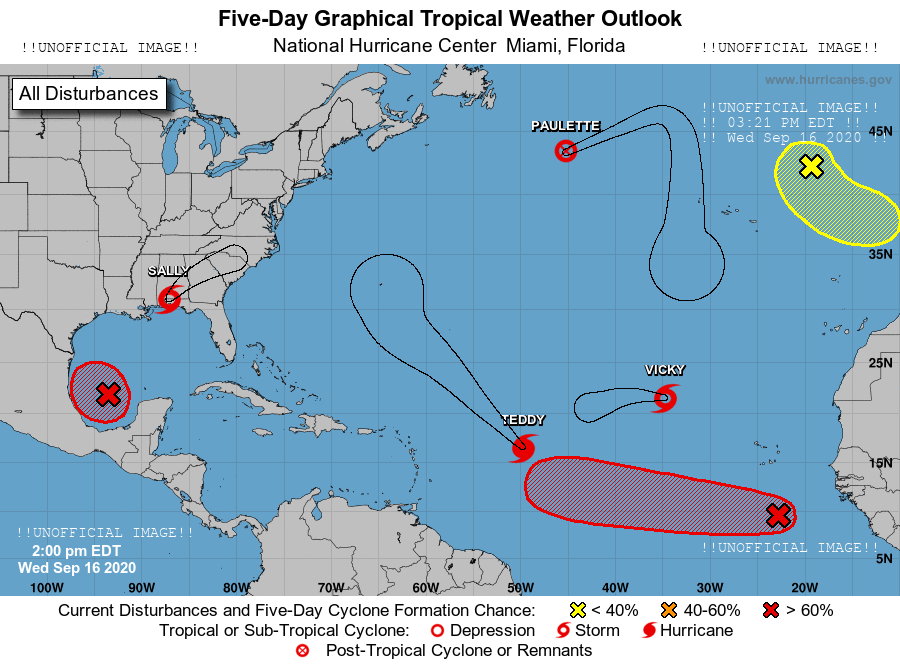 Five-Day Graphical Tropical Weather Outlook
!!UNOFFICIAL IMAGE!! National Hurricane Center Miami, Florida !!UNOFFICIAL IMAGE!!
www.hurricanes.gov
All Disturbances
!!UNOFFICIAL IMAGE!!
!! 03:21 PM EDT !!
!! Wed Sep 16 2020 !!
PAULETTE
45N
35N
SALLY
25N
VICKY
TEDDY
15N
!!UNOFFICIAL IMAGE!!
2:00 pm EDT
Wed Sep 16 2020
!!UNOFFICIAL IMAGE!!
5N
100W 90W 80W 70W 60W 50W 40W 30W 20W
Current Disturbances and Five-Day Cyclone Formation Chance: < 40% 40-60% > 60%
Tropical or Sub-Tropical Cyclone: Depression Storm Hurricane
Post-Tropical Cyclone or Remnants